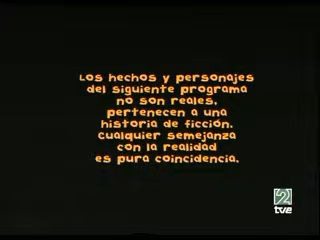 Los hechos y personajes
del siguiente programa
no son reales,
pertenecen a una
historia de ficción.
cualquier semejanza
con la realidad
es pura coincidencia.
2
tve